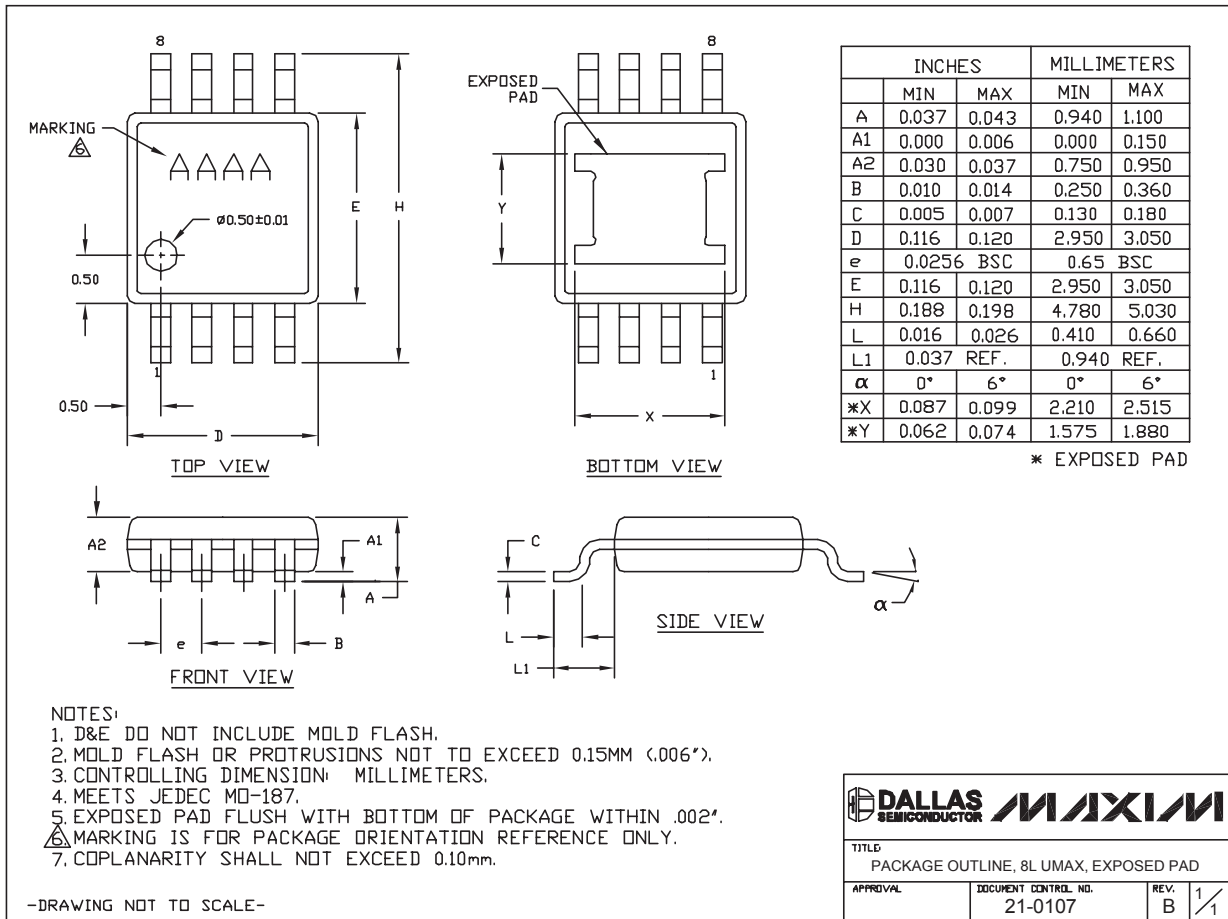 8
MARKING
6
AAAA
ø0.50±0.01
0.50
1
0.50
E
H
D
TOP VIEW
EXPOSED
PAD
8
Y
1
X
BOTTOM VIEW
INCHES MILLIMETERS
MIN MAX MIN MAX
A 0.037 0.043 0.940 1.100
A1 0.000 0.006 0.000 0.150
A2 0.030 0.037 0.750 0.950
B 0.010 0.014 0.250 0.360
C 0.005 0.007 0.130 0.180
D 0.116 0.120 2.950 3.050
e 0.0256 BSC 0.65 BSC
E 0.116 0.120 2.950 3.050
H 0.188 0.198 4.780 5.030
L 0.016 0.026 0.410 0.660
L1 0.037 REF. 0.940 REF.
α 0° 6° 0° 6°
*X 0.087 0.099 2.210 2.515
*Y 0.062 0.074 1.575 1.880
* EXPOSED PAD
A2
A1
A
e
B
FRONT VIEW
C
L
L1
α
SIDE VIEW
NOTES:
1. D&E DO NOT INCLUDE MOLD FLASH.
2. MOLD FLASH OR PROTRUSIONS NOT TO EXCEED 0.15MM (.006").
3. CONTROLLING DIMENSION: MILLIMETERS.
4. MEETS JEDEC MO-187.
5. EXPOSED PAD FLUSH WITH BOTTOM OF PACKAGE WITHIN .002".
6 MARKING IS FOR PACKAGE ORIENTATION REFERENCE ONLY.
7. COPLANARITY SHALL NOT EXCEED 0.10mm.
-DRAWING NOT TO SCALE-
DALLAS SEMICONDUCTOR MAXIM
TITLE:
PACKAGE OUTLINE, 8L UMAX, EXPOSED PAD
APPROVAL DOCUMENT CONTROL NO. REV.
21-0107 B 1/1